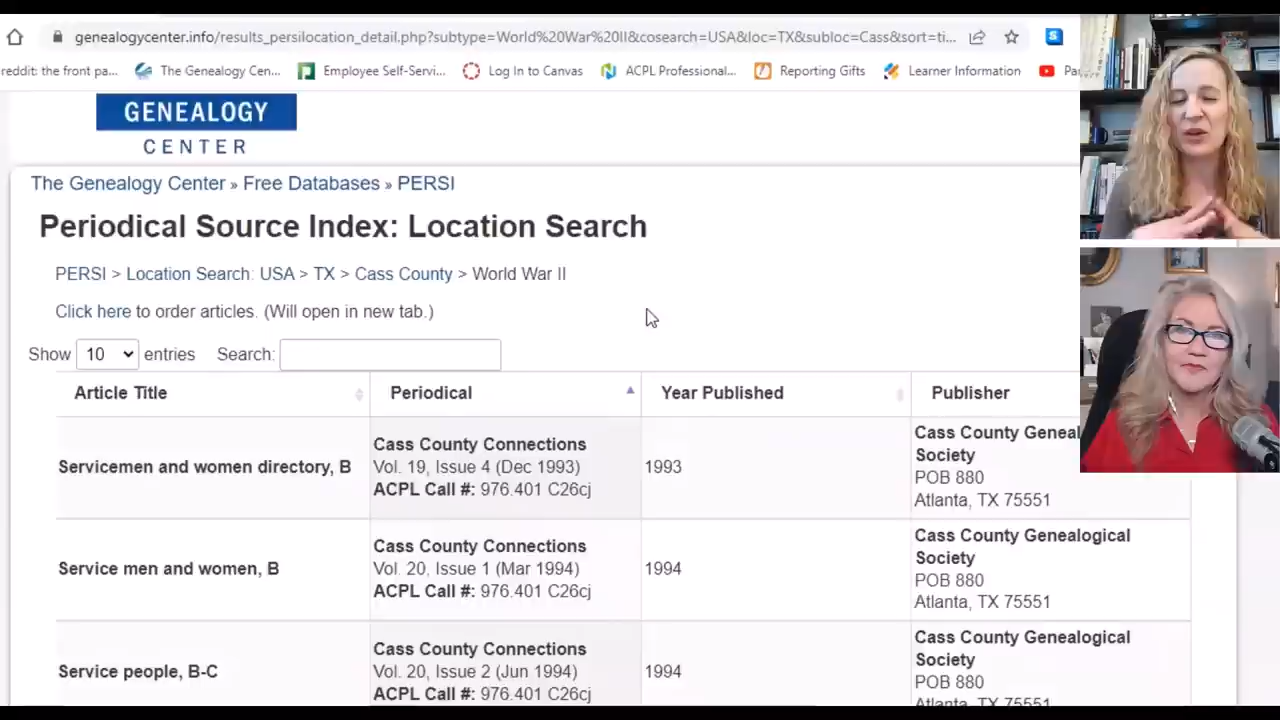 genealogycenter.info/results_persilocation_detail.php?subtype=World%20War%20II&cosearch=USA&loc=TX&subloc=Cass&sort=ti...
reddit: the front pa... The Genealogy Cen... Employee Self-Servi... Log In to Canvas ACPL Professional... Reporting Gifts Learner Information Pa
GENEALOGY
CENTER
The Genealogy Center » Free Databases » PERSI
Periodical Source Index: Location Search
PERSI > Location Search: USA > TX > Cass County > World War II
Click here to order articles. (Will open in new tab.)
Show 10 entries Search:
Article Title Periodical Year Published Publisher
Servicemen and women directory, B
Cass County Connections
Vol. 19, Issue 4 (Dec 1993)
ACPL Call #: 976.401 C26cj
1993
Cass County Geneal
Society
POB 880
Atlanta, TX 75551
Service men and women, B
Cass County Connections
Vol. 20, Issue 1 (Mar 1994)
ACPL Call #: 976.401 C26cj
1994
Cass County Genealogical
Society
POB 880
Atlanta, TX 75551
Service people, B-C
Cass County Connections
Vol. 20, Issue 2 (Jun 1994)
ACPL Call #: 976.401 C26cj
1994
Cass County Genealogical
Society
POB 880
Atlanta, TX 75551